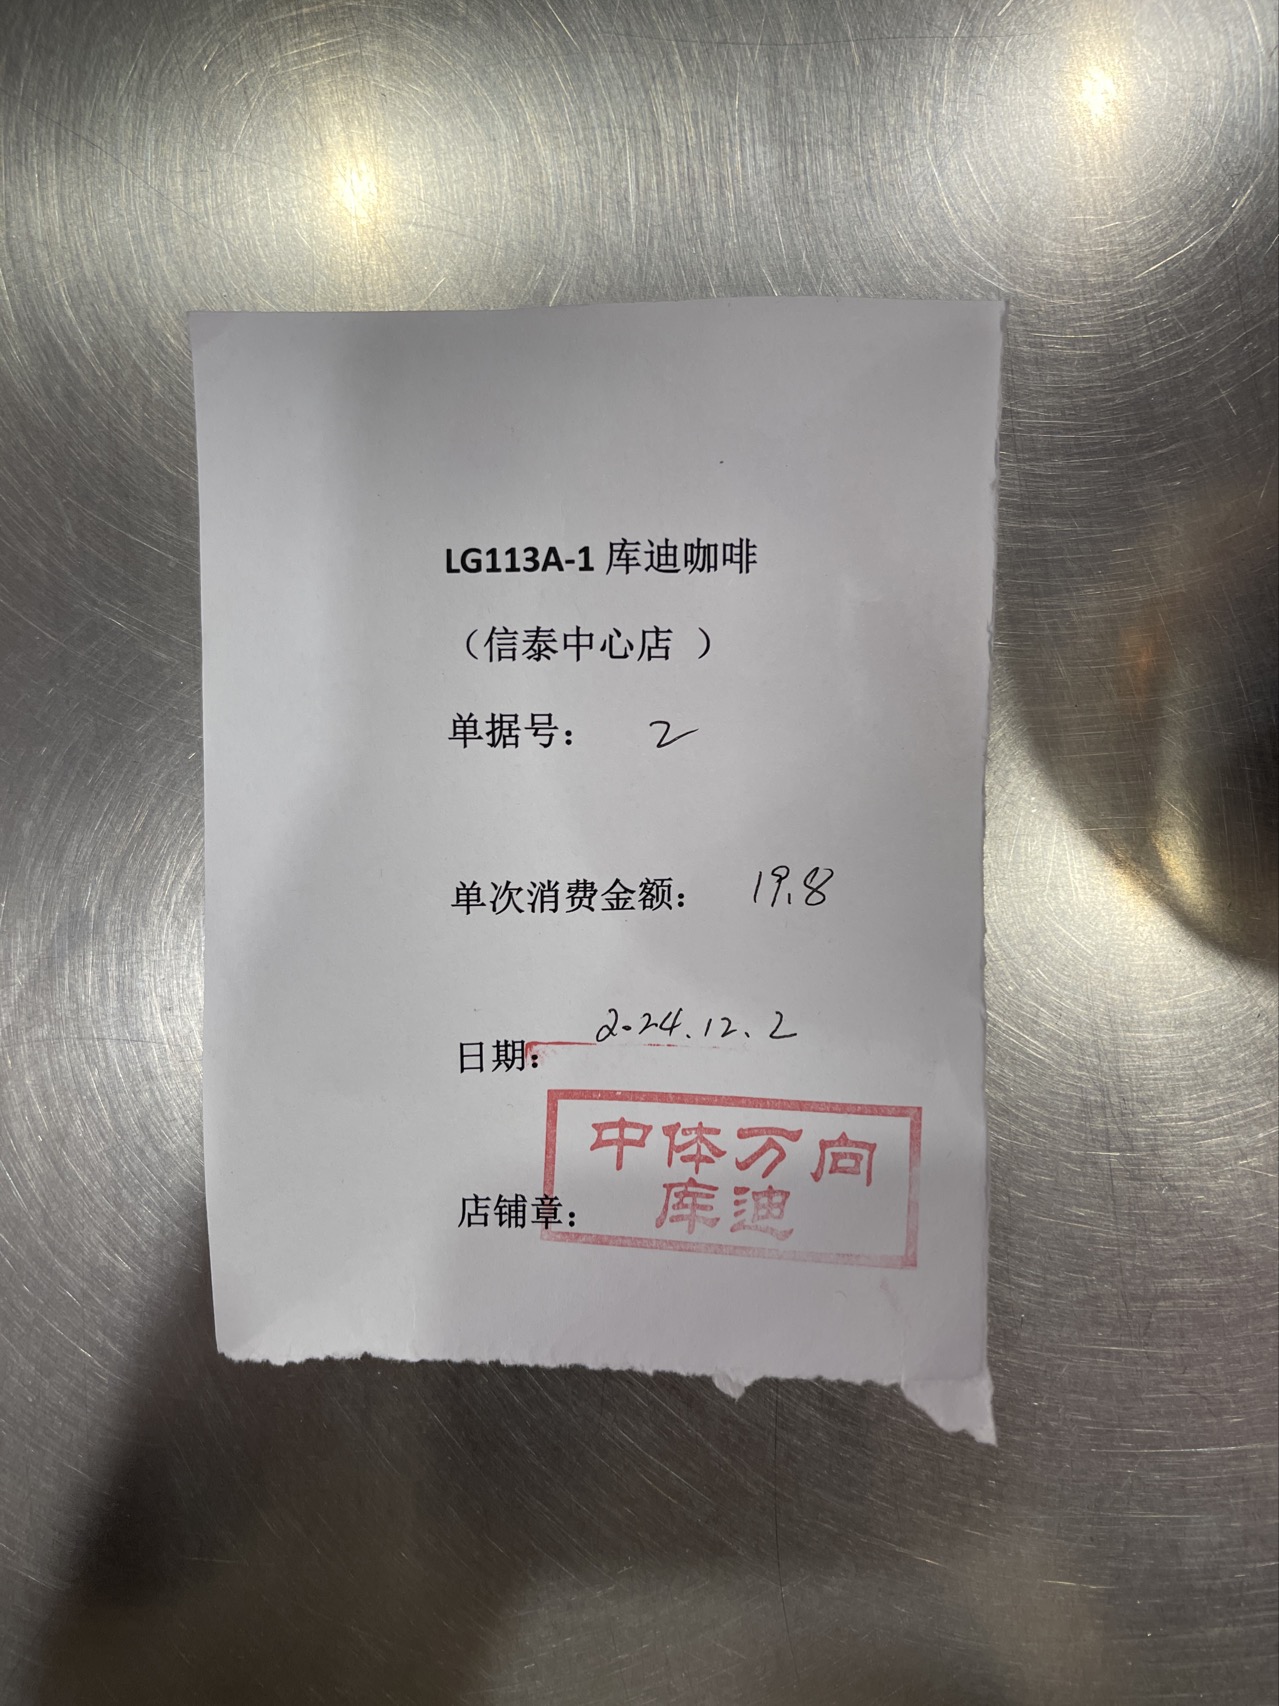 LG113A-1 库迪咖啡
（信泰中心店 ）
单据号： 2
单次消费金额： 19.8
日期： 2024.12.2
店铺章：
中体万向
库迪